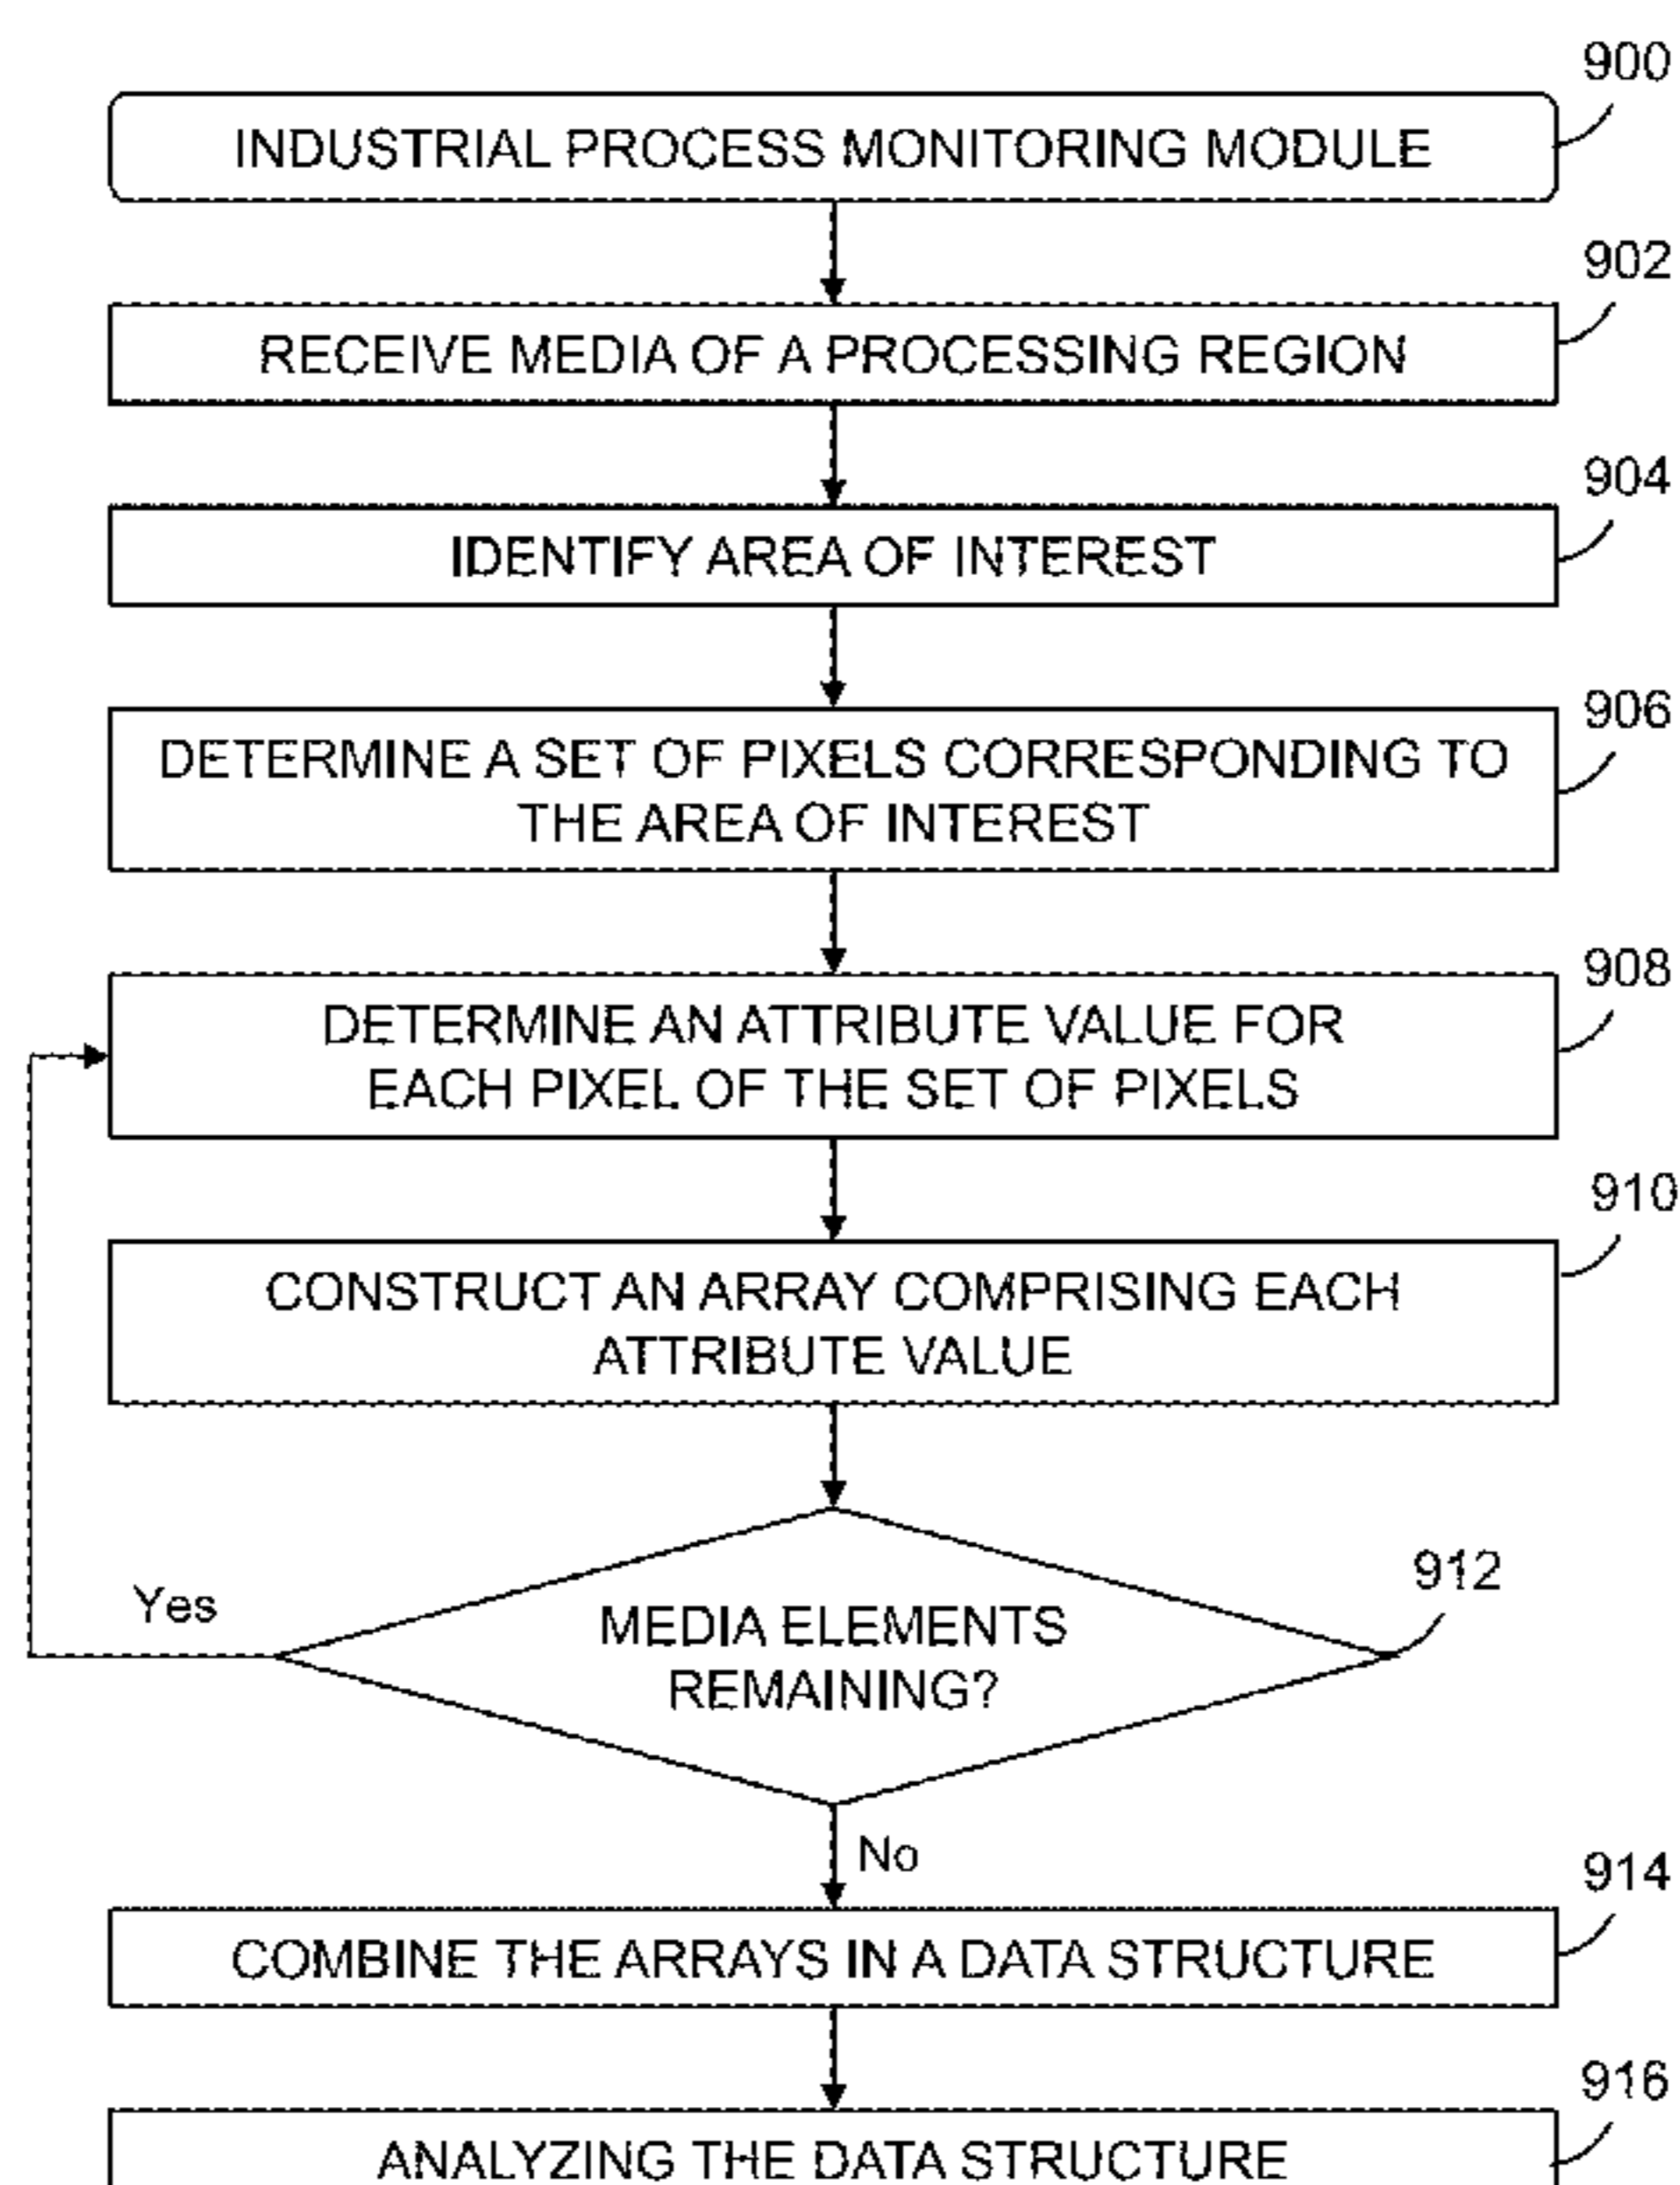 900
INDUSTRIAL PROCESS MONITORING MODULE
902
RECEIVE MEDIA OF A PROCESSING REGION
904
IDENTIFY AREA OF INTEREST
906
DETERMINE A SET OF PIXELS CORRESPONDING TO
THE AREA OF INTEREST
908
DETERMINE AN ATTRIBUTE VALUE FOR
EACH PIXEL OF THE SET OF PIXELS
910
CONSTRUCT AN ARRAY COMPRISING EACH
ATTRIBUTE VALUE
912
Yes
MEDIA ELEMENTS
REMAINING?
No
914
COMBINE THE ARRAYS IN A DATA STRUCTURE
916
ANALYZING THE DATA STRUCTURE